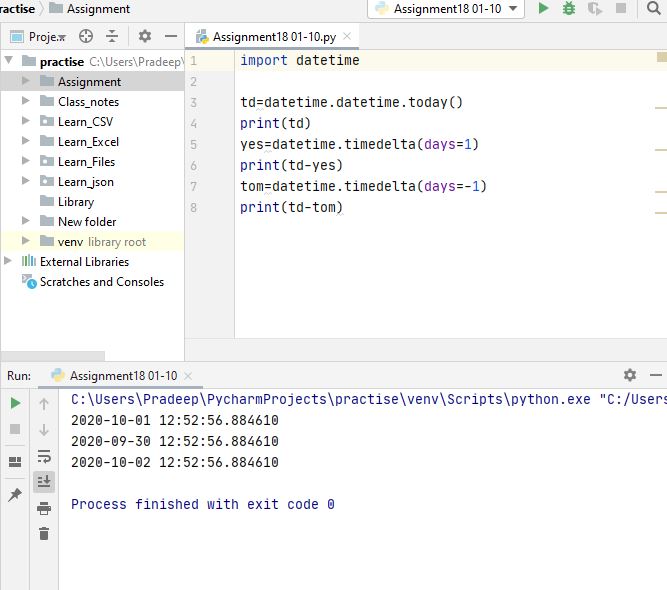 ractise
Assignment
Assignment18 01-10
Proje..
Assignment18 01-10.py
practise C:\Users\Pradeep\
Assignment
Class_notes
Learn_CSV
Learn_Excel
Learn_Files
Learn_json
Library
New folder
venv library root
External Libraries
Scratches and Consoles
1 import datetime
2
3 td=datetime.datetime.today()
4 print(td)
5 yes=datetime.timedelta(days=1)
6 print(td-yes)
7 tom=datetime.timedelta(days=-1)
8 print(td-tom)
Run: Assignment18 01-10
C:\Users\Pradeep\PycharmProjects\practise\venv\Scripts\python.exe "C:/Users
2020-10-01 12:52:56.884610
2020-09-30 12:52:56.884610
2020-10-02 12:52:56.884610
Process finished with exit code 0